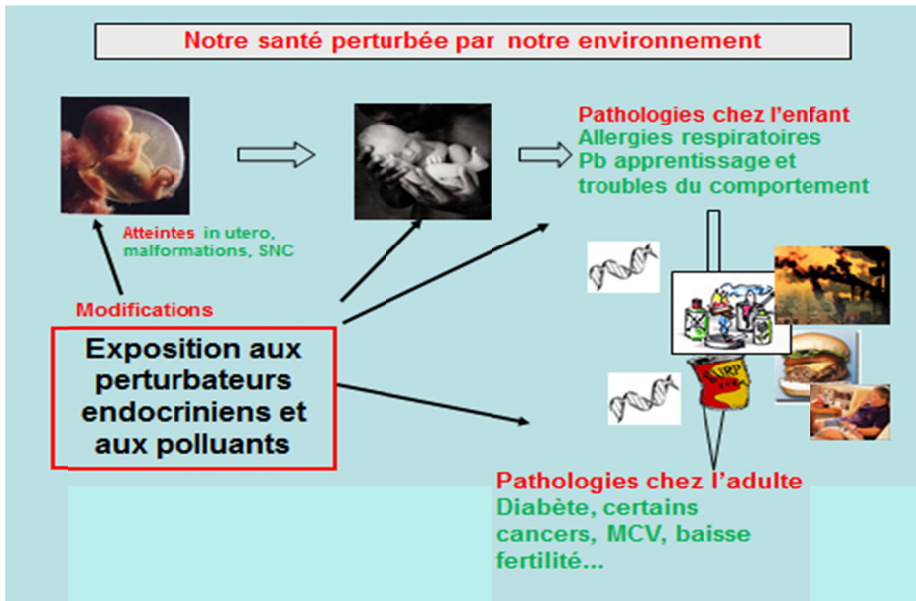 Notre santé perturbée par notre environnement
Pathologies chez l'enfant
Allergies respiratoires
Pb apprentissage et
troubles du comportement
Atteintes in utero,
malformations, SNC
Modifications
Exposition aux
perturbateurs
endocriniens et
aux polluants
Pathologies chez l'adulte
Diabète, certains
cancers, MCV, baisse
fertilité...